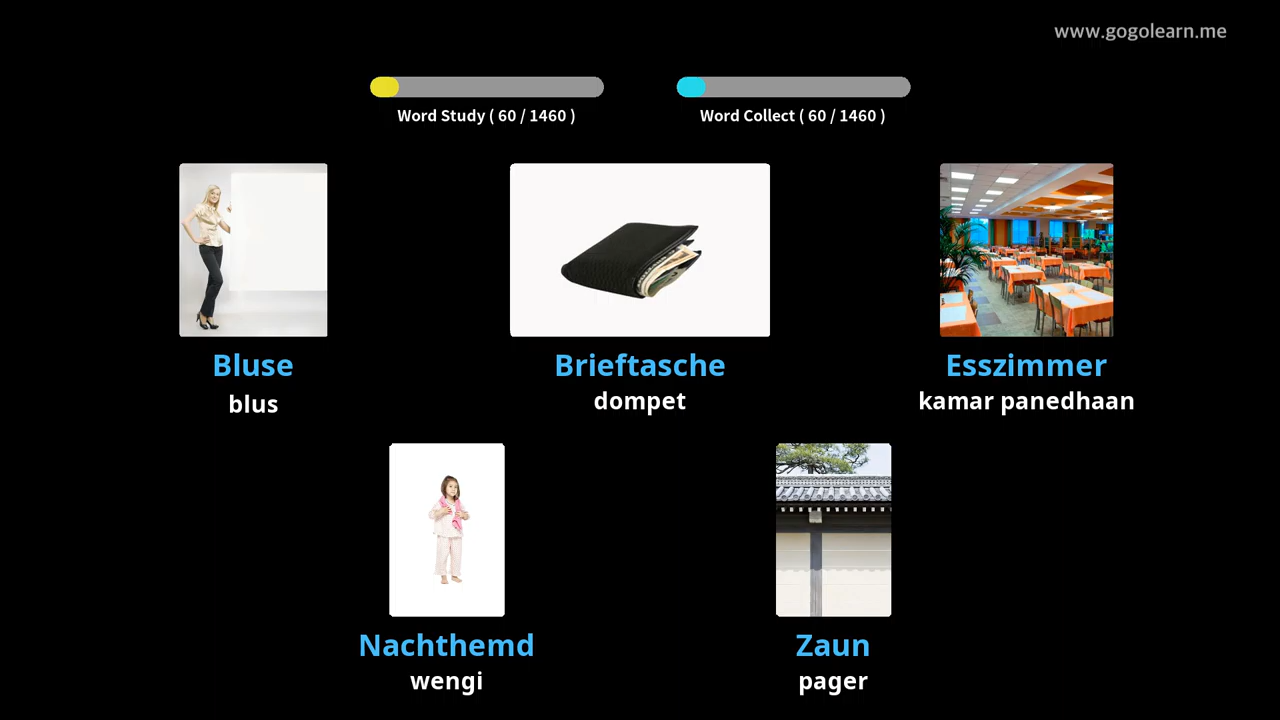 www.gogolearn.me
Word Study ( 60 / 1460 )
Word Collect ( 60 / 1460 )
Bluse
blus
Brieftasche
dompet
Esszimmer
kamar panedhaan
Nachthemd
wengi
Zaun
pager